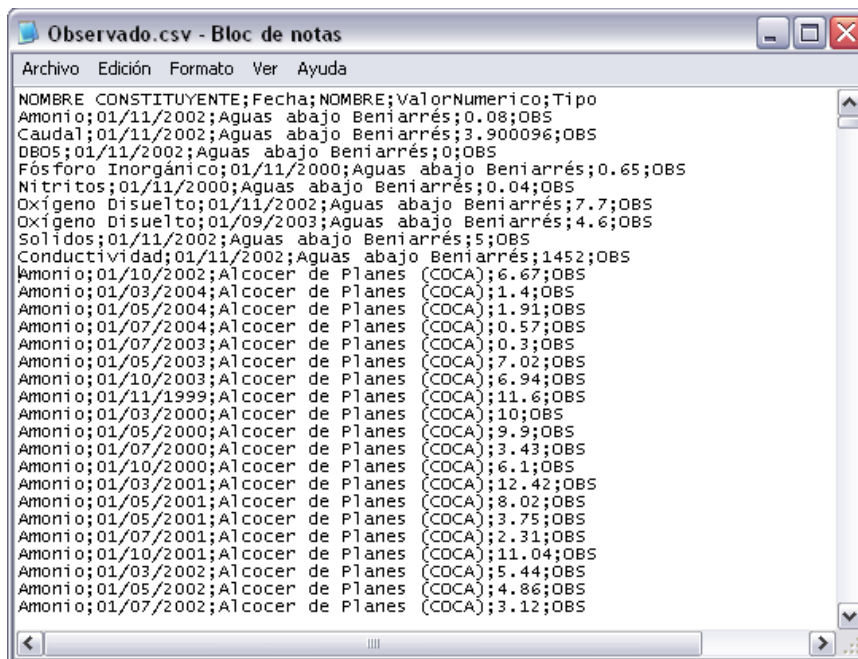 Observado.csv - Bloc de notas
Archivo Edición Formato Ver Ayuda
NOMBRE CONSTITUYENTE;Fecha;NOMBRE;ValorNumerico;Tipo
Amonio;01/11/2002;Aguas abajo Beniarrés;0.08;OBS
Caudal;01/11/2002;Aguas abajo Beniarrés;3.900096;OBS
DBO5;01/11/2002;Aguas abajo Beniarrés;0;OBS
Fósforo Inorgánico;01/11/2000;Aguas abajo Beniarrés;0.65;OBS
Nitritos;01/11/2000;Aguas abajo Beniarrés;0.04;OBS
Oxígeno Disuelto;01/11/2002;Aguas abajo Beniarrés;7.7;OBS
Oxígeno Disuelto;01/09/2003;Aguas abajo Beniarrés;4.6;OBS
Solidos;01/11/2002;Aguas abajo Beniarrés;5;OBS
Conductividad;01/11/2002;Aguas abajo Beniarrés;1452;OBS
Amonio;01/10/2002;Alcocer de Planes (COCA);6.67;OBS
Amonio;01/03/2004;Alcocer de Planes (COCA);1.4;OBS
Amonio;01/05/2004;Alcocer de Planes (COCA);1.91;OBS
Amonio;01/07/2004;Alcocer de Planes (COCA);0.57;OBS
Amonio;01/07/2003;Alcocer de Planes (COCA);0.3;OBS
Amonio;01/05/2003;Alcocer de Planes (COCA);7.02;OBS
Amonio;01/10/2003;Alcocer de Planes (COCA);6.94;OBS
Amonio;01/11/1999;Alcocer de Planes (COCA);11.6;OBS
Amonio;01/03/2000;Alcocer de Planes (COCA);10;OBS
Amonio;01/05/2000;Alcocer de Planes (COCA);9.9;OBS
Amonio;01/07/2000;Alcocer de Planes (COCA);3.43;OBS
Amonio;01/10/2000;Alcocer de Planes (COCA);6.1;OBS
Amonio;01/03/2001;Alcocer de Planes (COCA);12.42;OBS
Amonio;01/05/2001;Alcocer de Planes (COCA);8.02;OBS
Amonio;01/05/2001;Alcocer de Planes (COCA);3.75;OBS
Amonio;01/07/2001;Alcocer de Planes (COCA);2.31;OBS
Amonio;01/10/2001;Alcocer de Planes (COCA);11.04;OBS
Amonio;01/03/2002;Alcocer de Planes (COCA);5.44;OBS
Amonio;01/05/2002;Alcocer de Planes (COCA);4.86;OBS
Amonio;01/07/2002;Alcocer de Planes (COCA);3.12;OBS